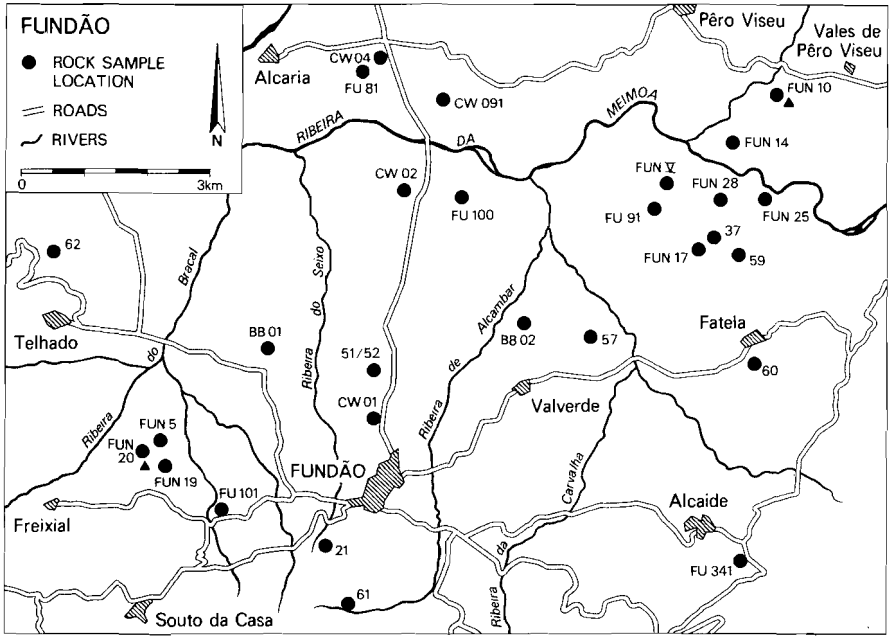 FUNDÃO
ROCK SAMPLE
LOCATION
ROADS
RIVERS
N
0
3km
Alcaria
CW 04
FU 81
CW 091
Pêro Viseu
Vales de
Pêro Viseu
FUN 10
FUN 14
RIBEIRA
DA
MEIMOA
CW 02
FU 100
FUN V
FUN 28
FUN 25
FU 91
37
FUN 17
59
62
Bracal
do
Ribeira
Telhado
Seixo
do
Ribeira
BB 01
51/52
CW 01
Alcambar
de
Ribeira
B8 02
57
Fatela
60
Valverde
FUN 5
FUN
20
FUN 19
FUNDÃO
FU 101
Freixial
21
61
Souto da Casa
Carvalha
da
Ribeira
Alcaide
FU 341